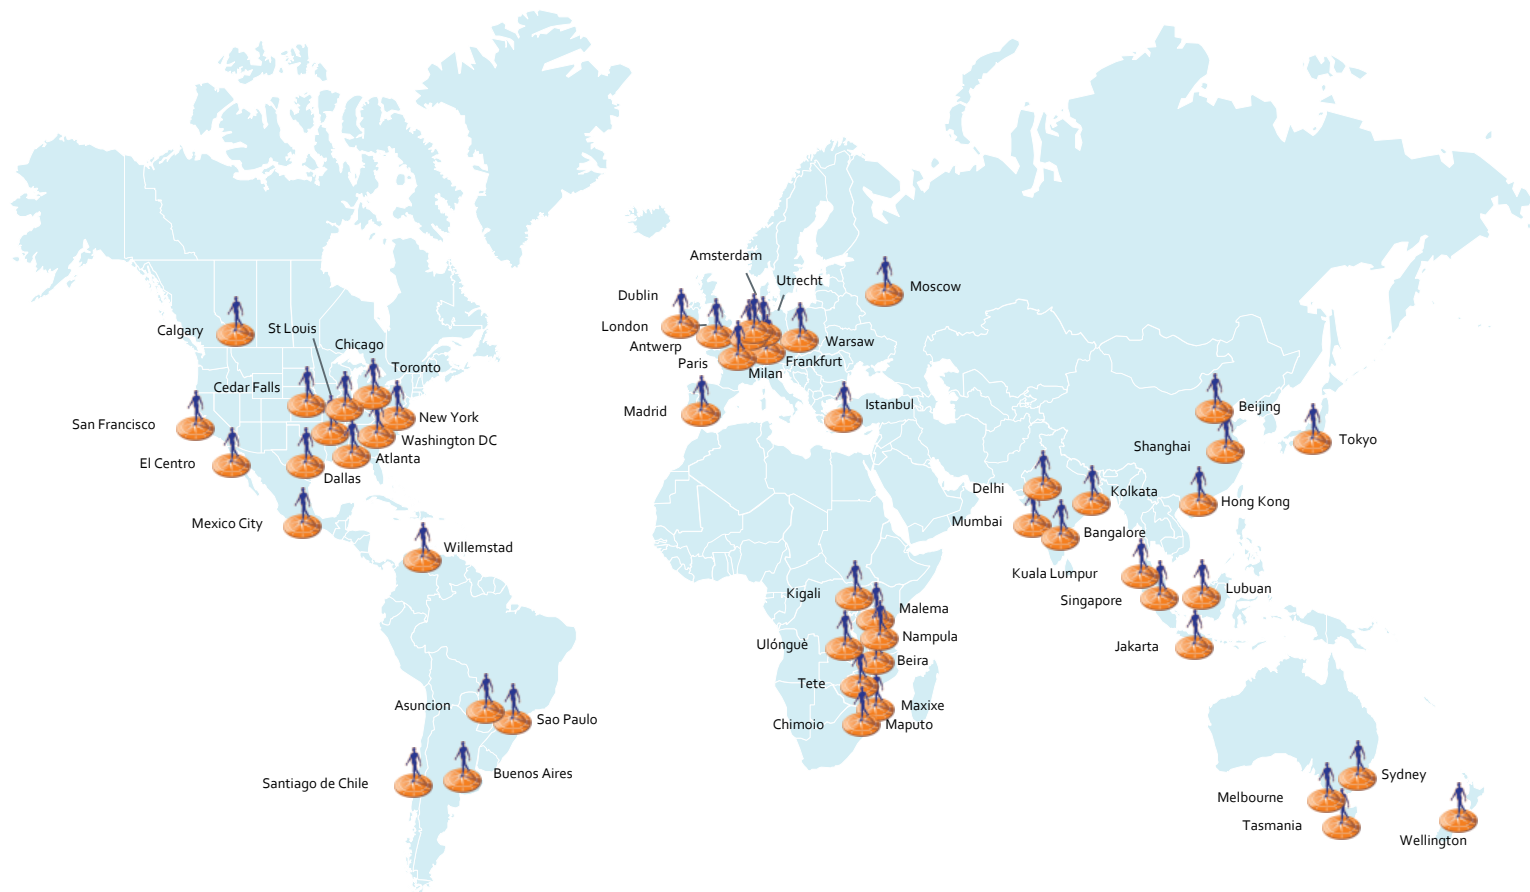 Amsterdam
Utrecht
Moscow
Dublin
London
Antwerp
Paris
Milan
Frankfurt
Warsaw
Madrid
Istanbul
Calgary
St Louis
Chicago
Toronto
Cedar Falls
San Francisco
New York
Washington DC
El Centro
Atlanta
Dallas
Mexico City
Willemstad
Beijing
Shanghai
Tokyo
Delhi
Kolkata
Hong Kong
Mumbai
Bangalore
Kuala Lumpur
Singapore
Lubuan
Jakarta
Kigali
Malema
Nampula
Ulónguè
Beira
Tete
Maxixe
Chimoio
Maputo
Asuncion
Sao Paulo
Santiago de Chile
Buenos Aires
Sydney
Melbourne
Tasmania
Wellington